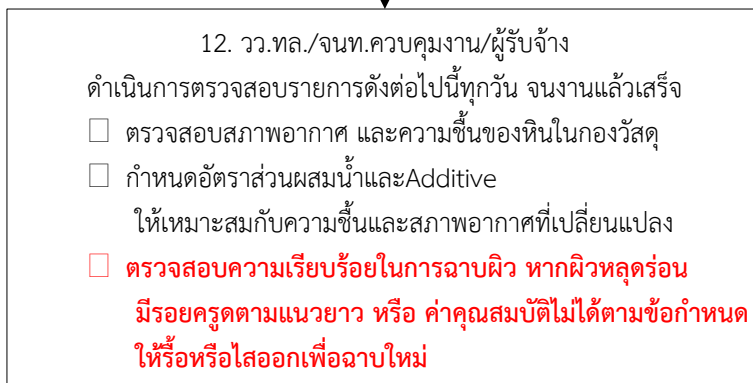 12. วว.ทล./จนท.ควบคุมงาน/ผู้รับจ้าง
ดำเนินการตรวจสอบรายการดังต่อไปนี้ทุกวัน จนงานแล้วเสร็จ
☐ ตรวจสอบสภาพอากาศ และความชื้นของหินในกองวัสดุ
☐ กำหนดอัตราส่วนผสมน้ำและAdditive
ให้เหมาะสมกับความชื้นและสภาพอากาศที่เปลี่ยนแปลง
☐ ตรวจสอบความเรียบร้อยในการฉาบผิว หากผิวหลุดร่อน
มีรอยครูดตามแนวยาว หรือ ค่าคุณสมบัติไม่ได้ตามข้อกำหนด
ให้รื้อหรือไสออกเพื่อฉาบใหม่